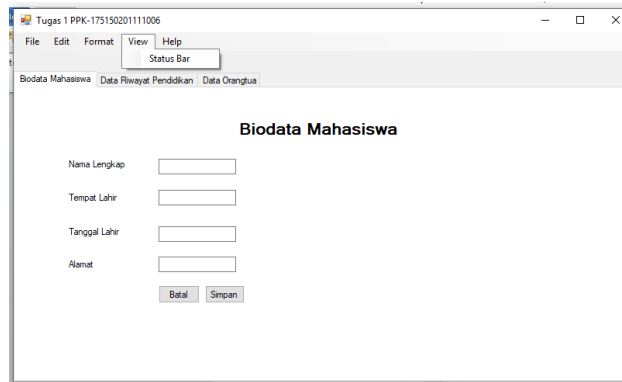 Tugas 1 PPK-175150201111006
File Edit Format View Help
Status Bar
Biodata Mahasiswa Data Riwayat Pendidikan Data Orangtua
Biodata Mahasiswa
Nama Lengkap
Tempat Lahir
Tanggal Lahir
Alamat
Batal Simpan